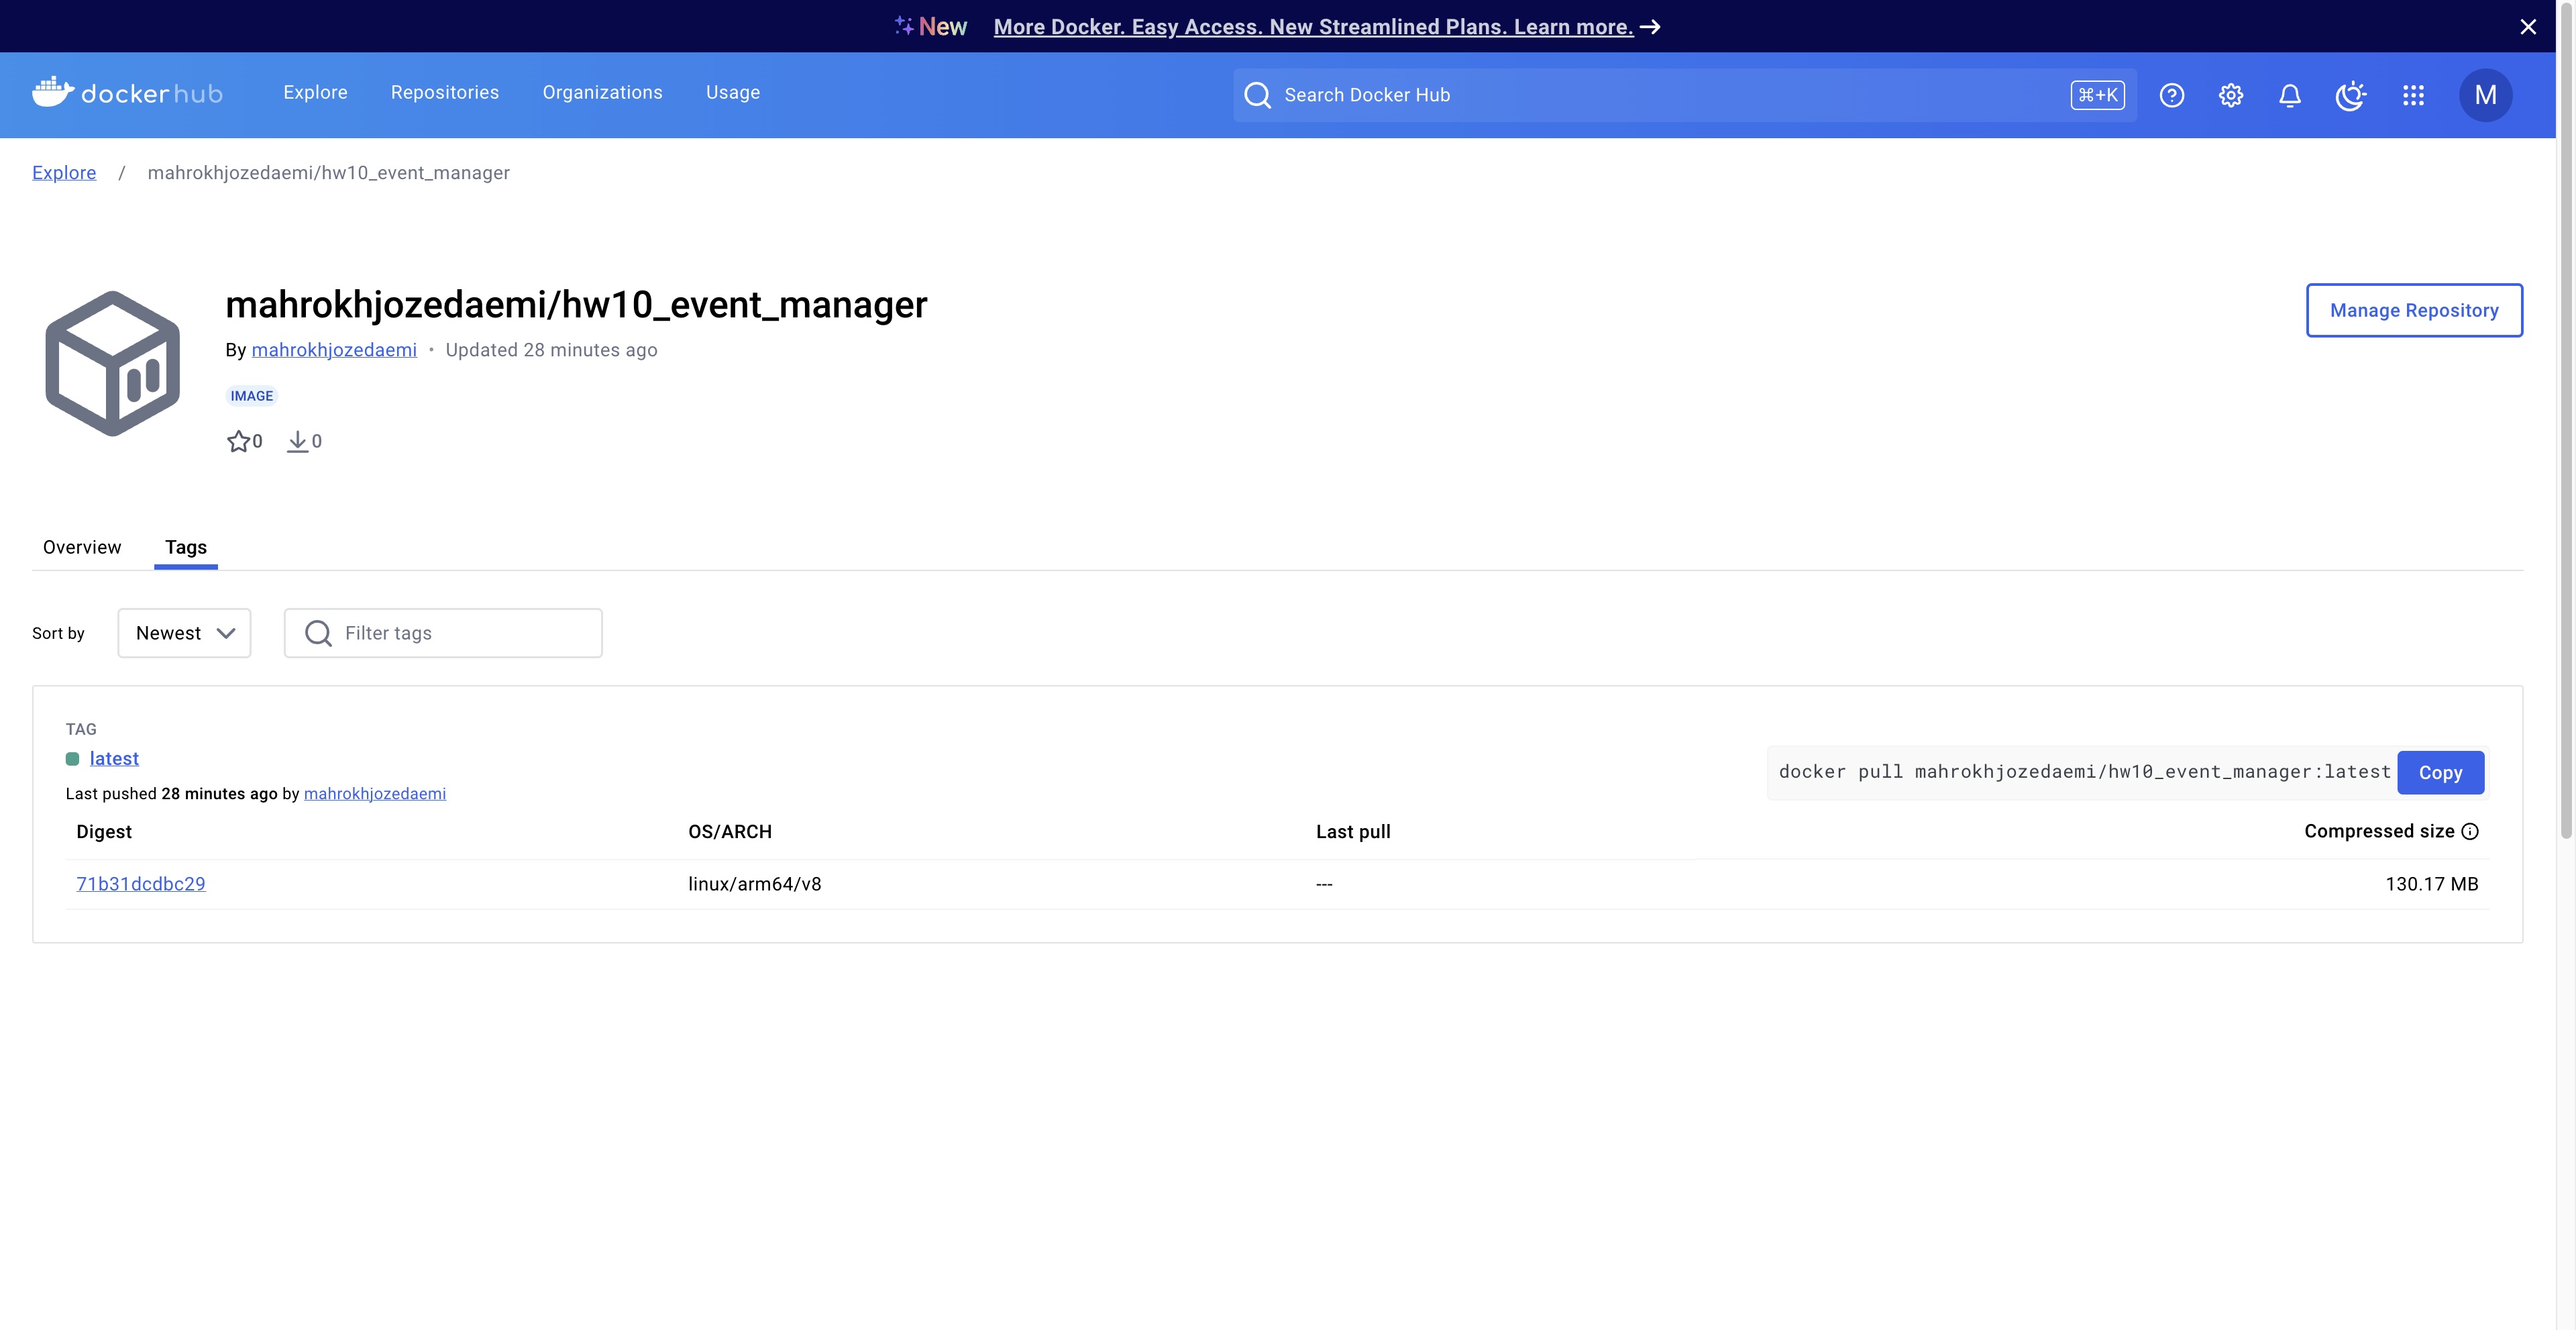 New More Docker. Easy Access. New Streamlined Plans. Learn more.
docker hub Explore Repositories Organizations Usage Search Docker Hub ⌘+K M
Explore / mahrokhjozedaemi/hw10_event_manager
mahrokhjozedaemi/hw10_event_manager
Manage Repository
By mahrokhjozedaemi • Updated 28 minutes ago
IMAGE
0 0
Overview Tags
Sort by Newest Filter tags
TAG
latest
docker pull mahrokhjozedaemi/hw10_event_manager:latest Copy
Last pushed 28 minutes ago by mahrokhjozedaemi
Digest OS/ARCH Last pull Compressed size
71b31dcdbc29 linux/arm64/v8 --- 130.17 MB